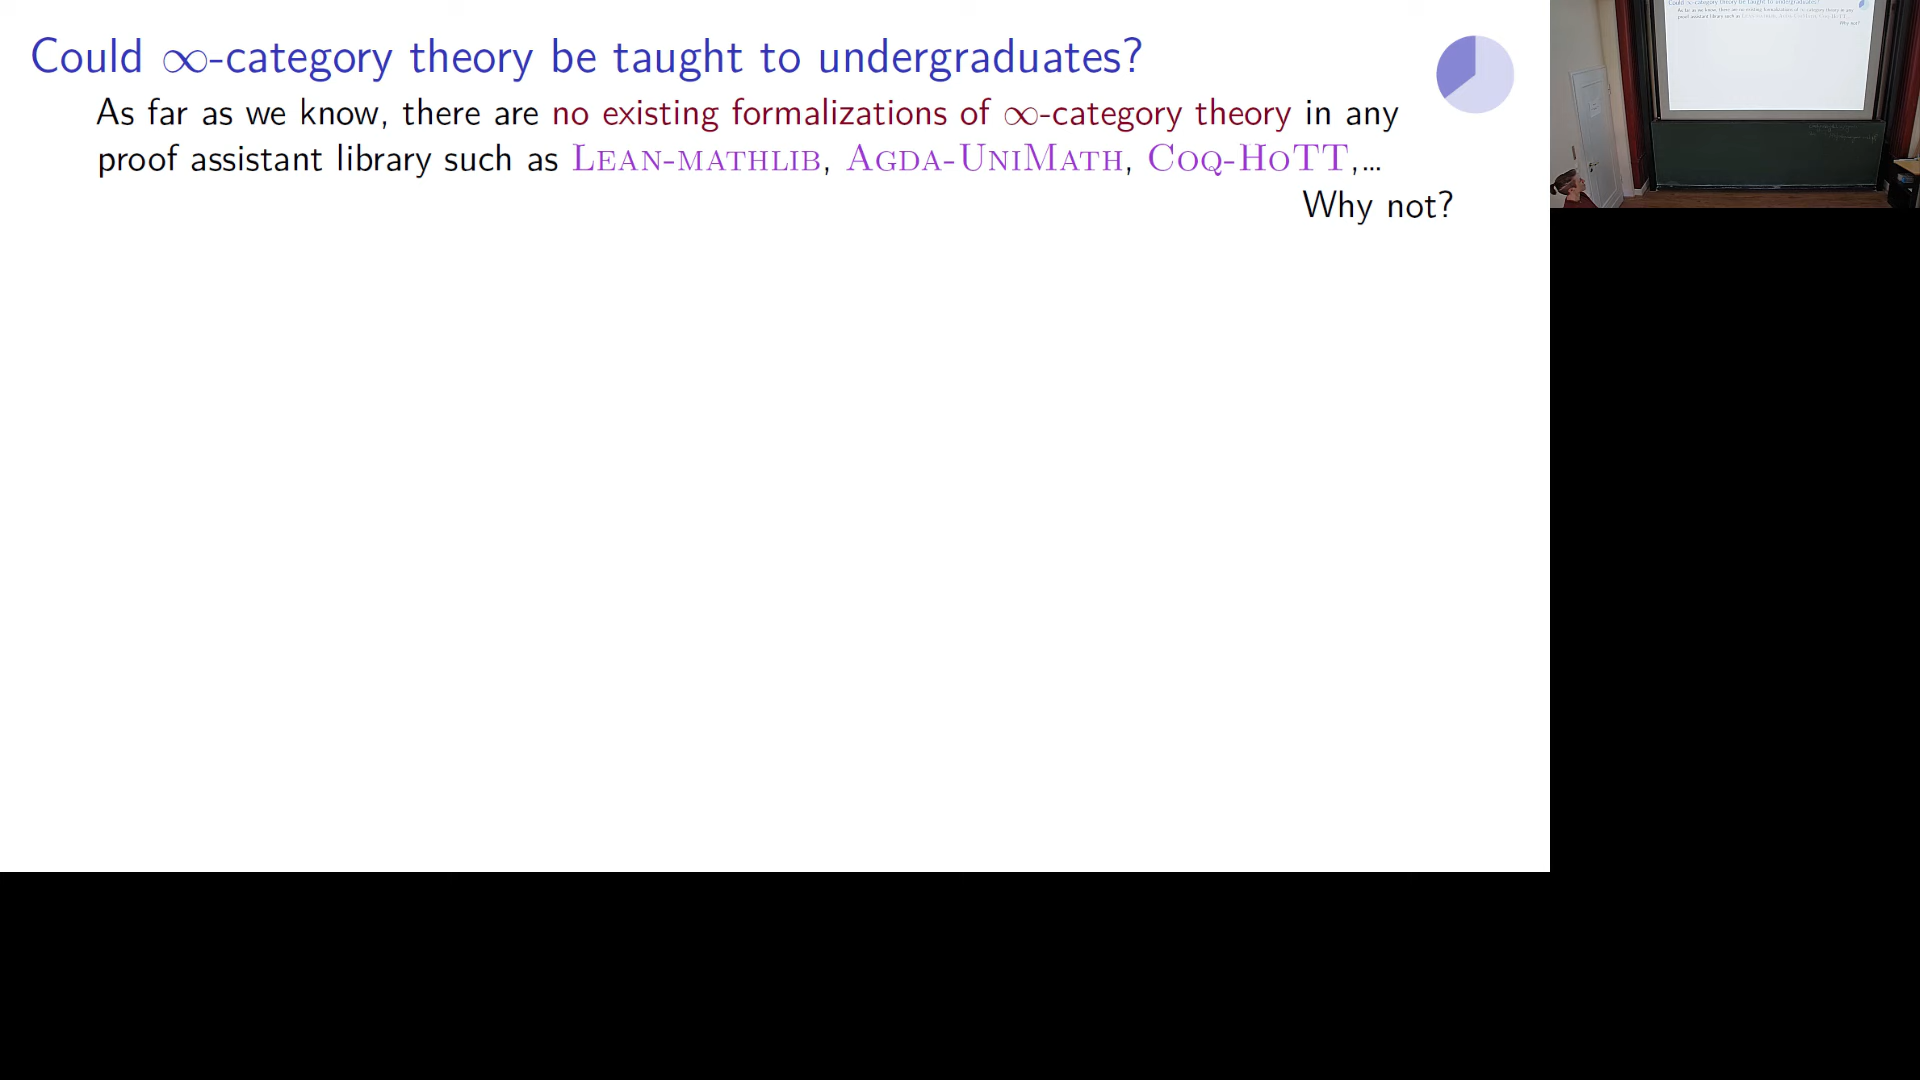 Could ∞-category theory be taught to undergraduates?
As far as we know, there are no existing formalizations of ∞-category theory in any
proof assistant library such as LEAN-MATHLIB, AGDA-UNIMATH, COQ-HOTT,...
Why not?